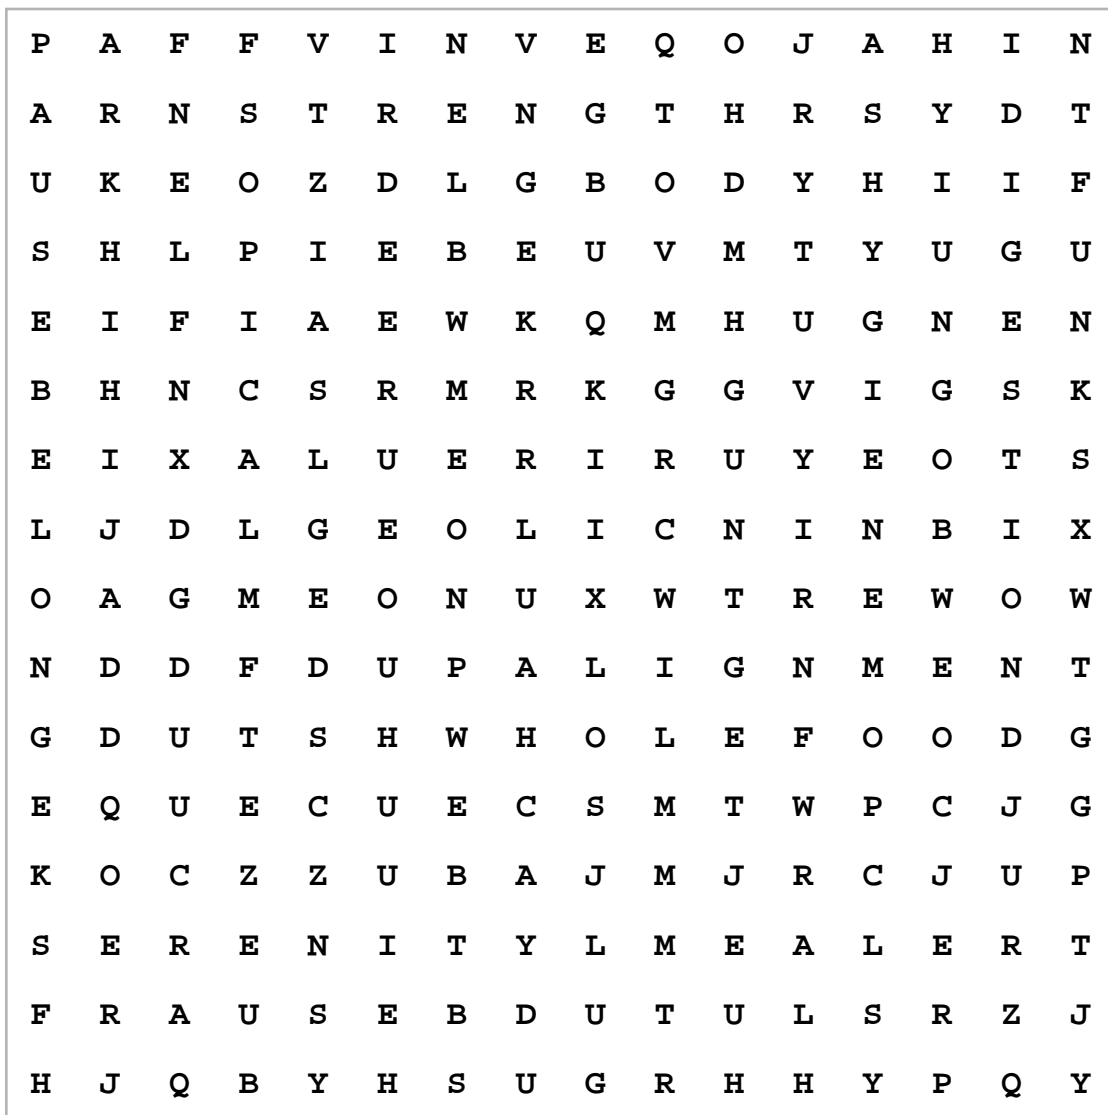 P A F F V I N V E Q O J A H I N
A R N S T R E N G T H R S Y D T
U K E O Z D L G B O D Y H I I F
S H L P I E B E U V M T Y U G U
E I F I A E W K Q M H U G N E N
B H N C S R M R K G G V I G S K
E I X A L U E R I R U Y E O T S
L J D L G E O L I C N I N B I X
O A G M E O N U X W T R E W O W
N D D F D U P A L I G N M E N T
G D U T S H W H O L E F O O D G
E Q U E C U E C S M T W P C J G
K O C Z Z U B A J M J R C J U P
S E R E N I T Y L M E A L E R T
F R A U S E B D U T U L S R Z J
H J Q B Y H S U G R H H Y P Q Y